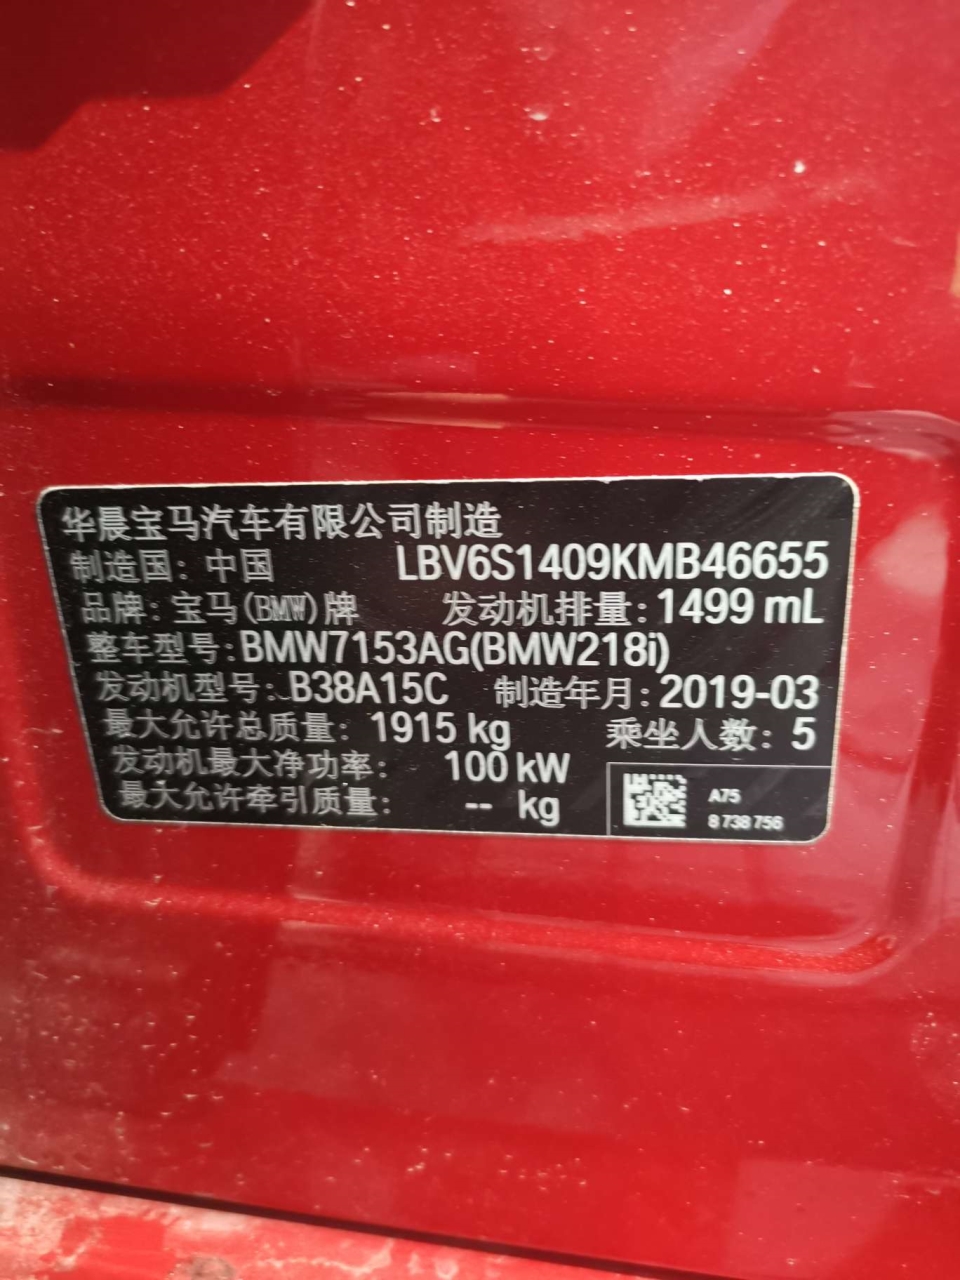 华晨宝马汽车有限公司制造
制造国：中国 LBV6S1409KMB46655
品牌：宝马(BMW)牌 发动机排量：1499 mL
整车型号：BMW7153AG(BMW218i)
发动机型号：B38A15C 制造年月：2019-03
最大允许总质量：1915 kg 乘坐人数：5
发动机最大净功率：100 kW
最大允许牵引质量：-- kg
A75
8 738 756